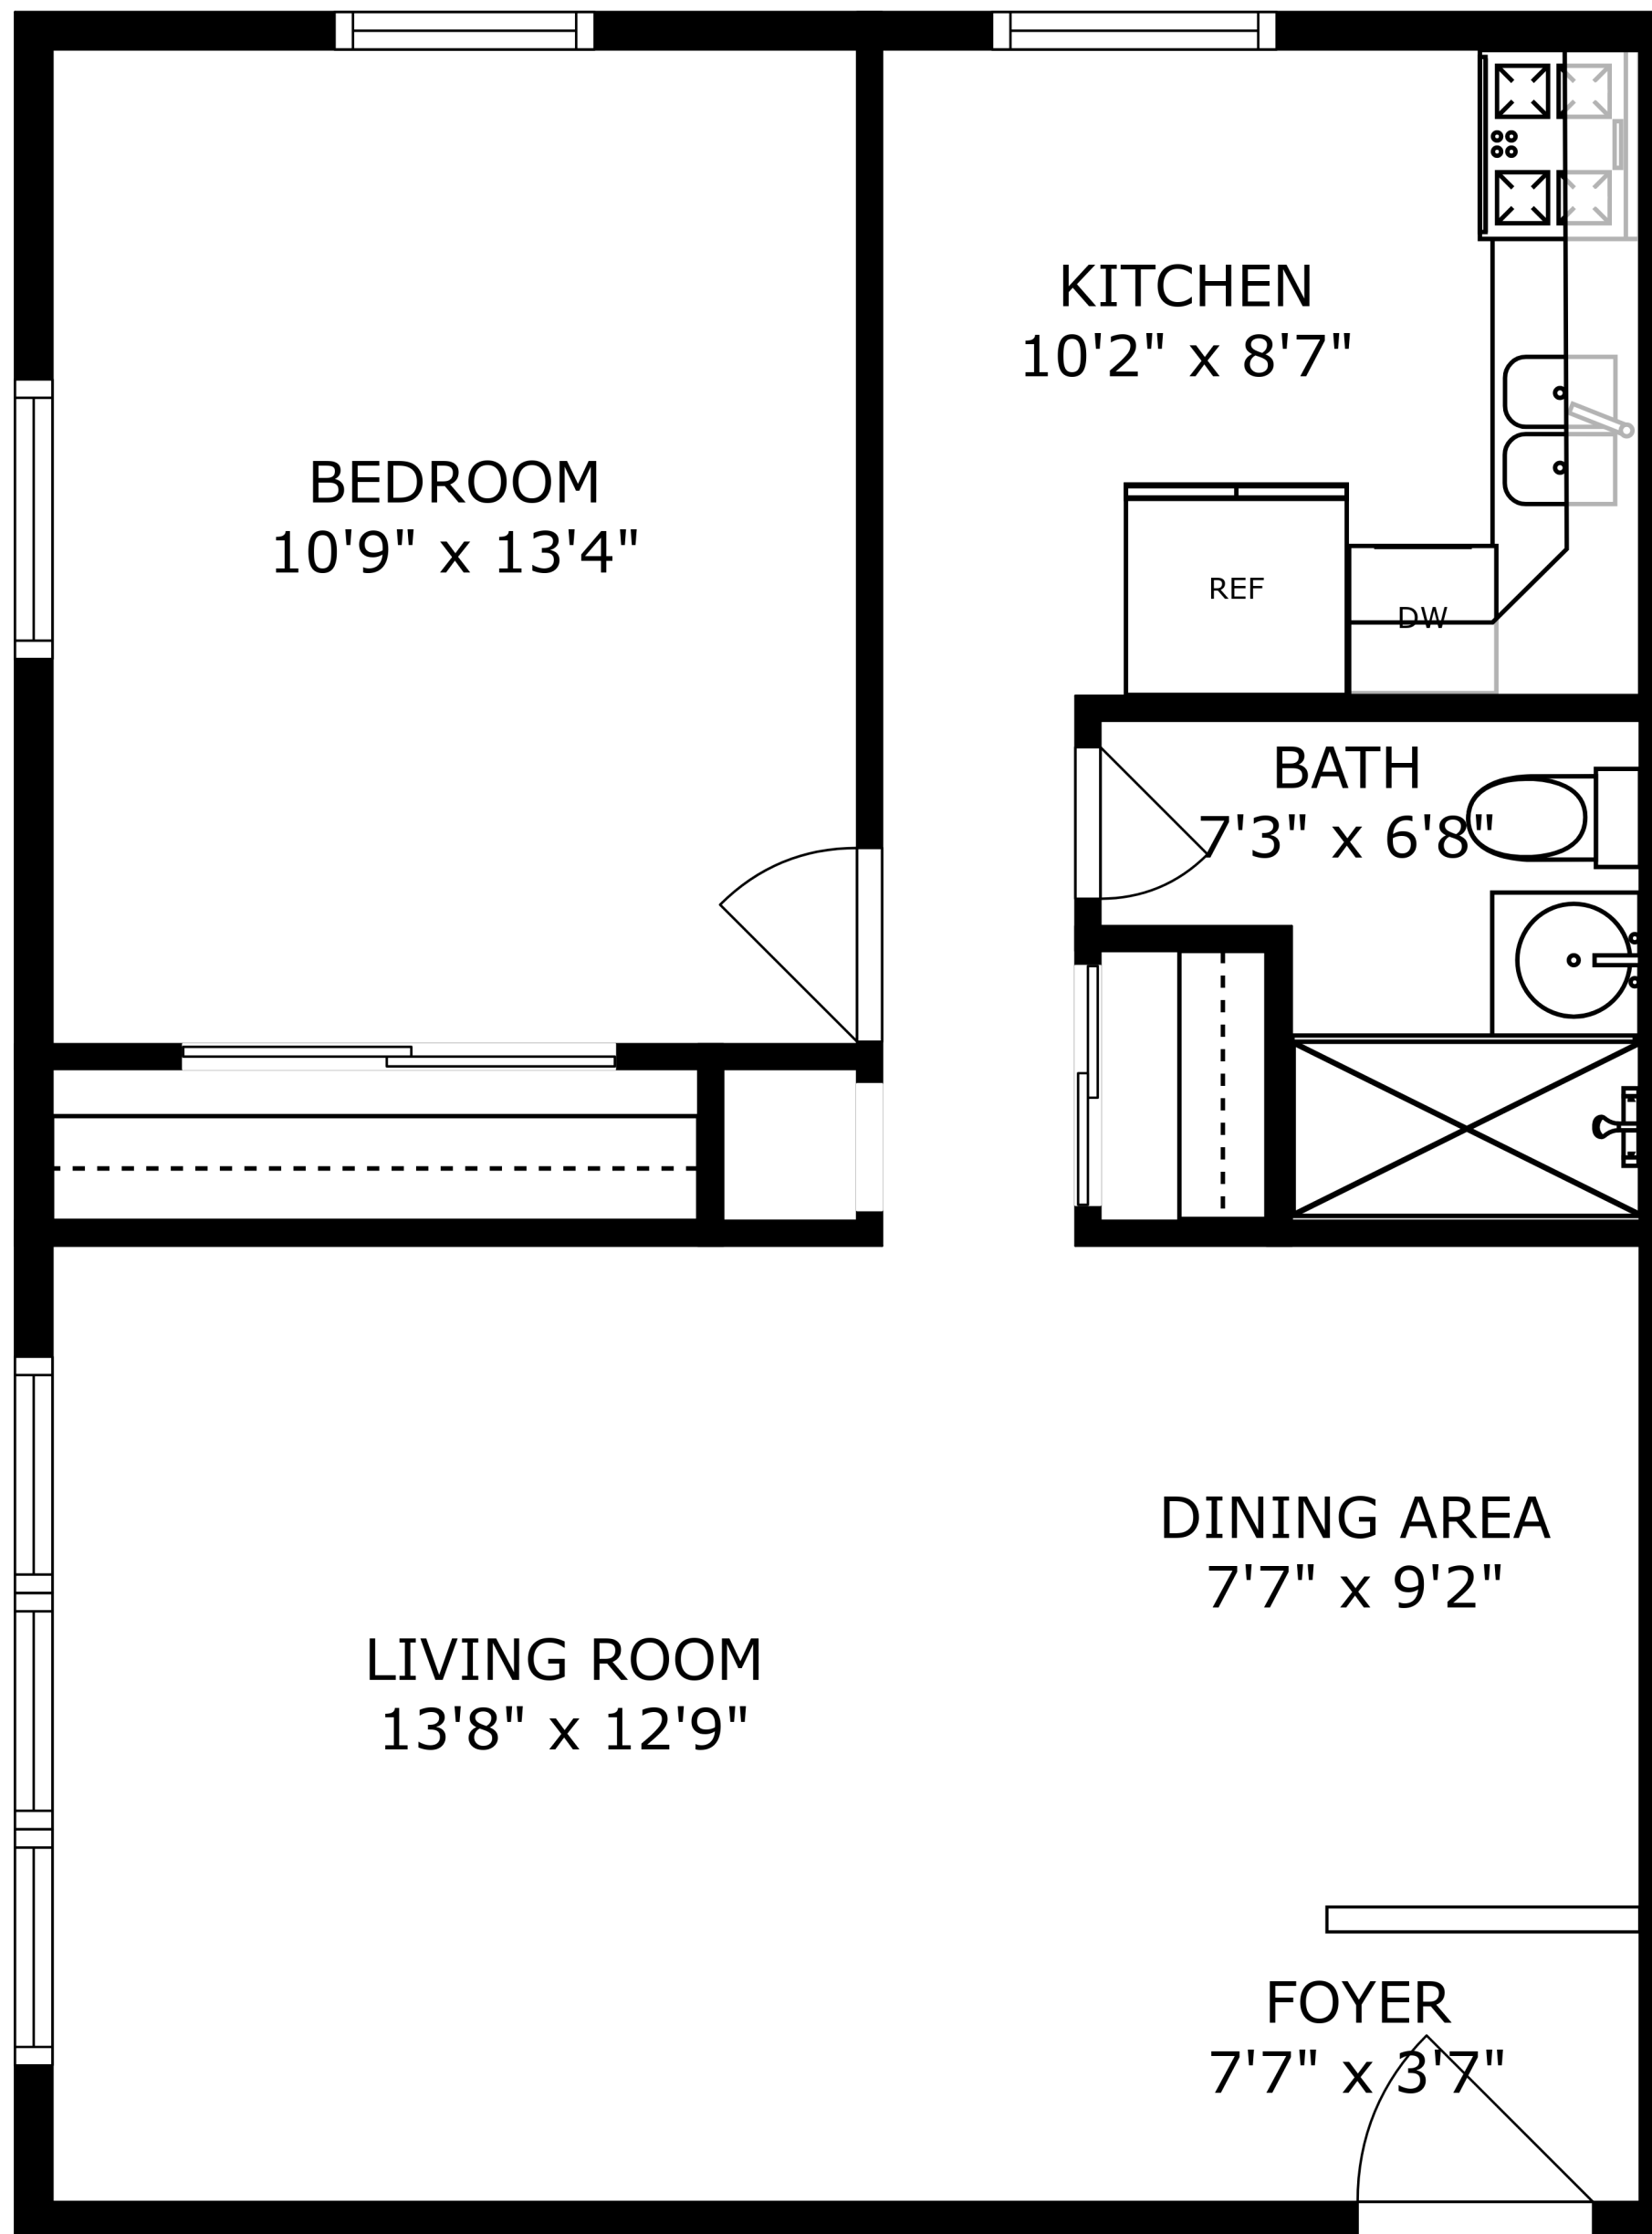 KITCHEN
10'2" x 8'7"
BEDROOM
10'9" x 13'4"
REF
DW
BATH
7'3" x 6'8"
DINING AREA
7'7" x 9'2"
LIVING ROOM
13'8" x 12'9"
FOYER
7'7" x 3'7"